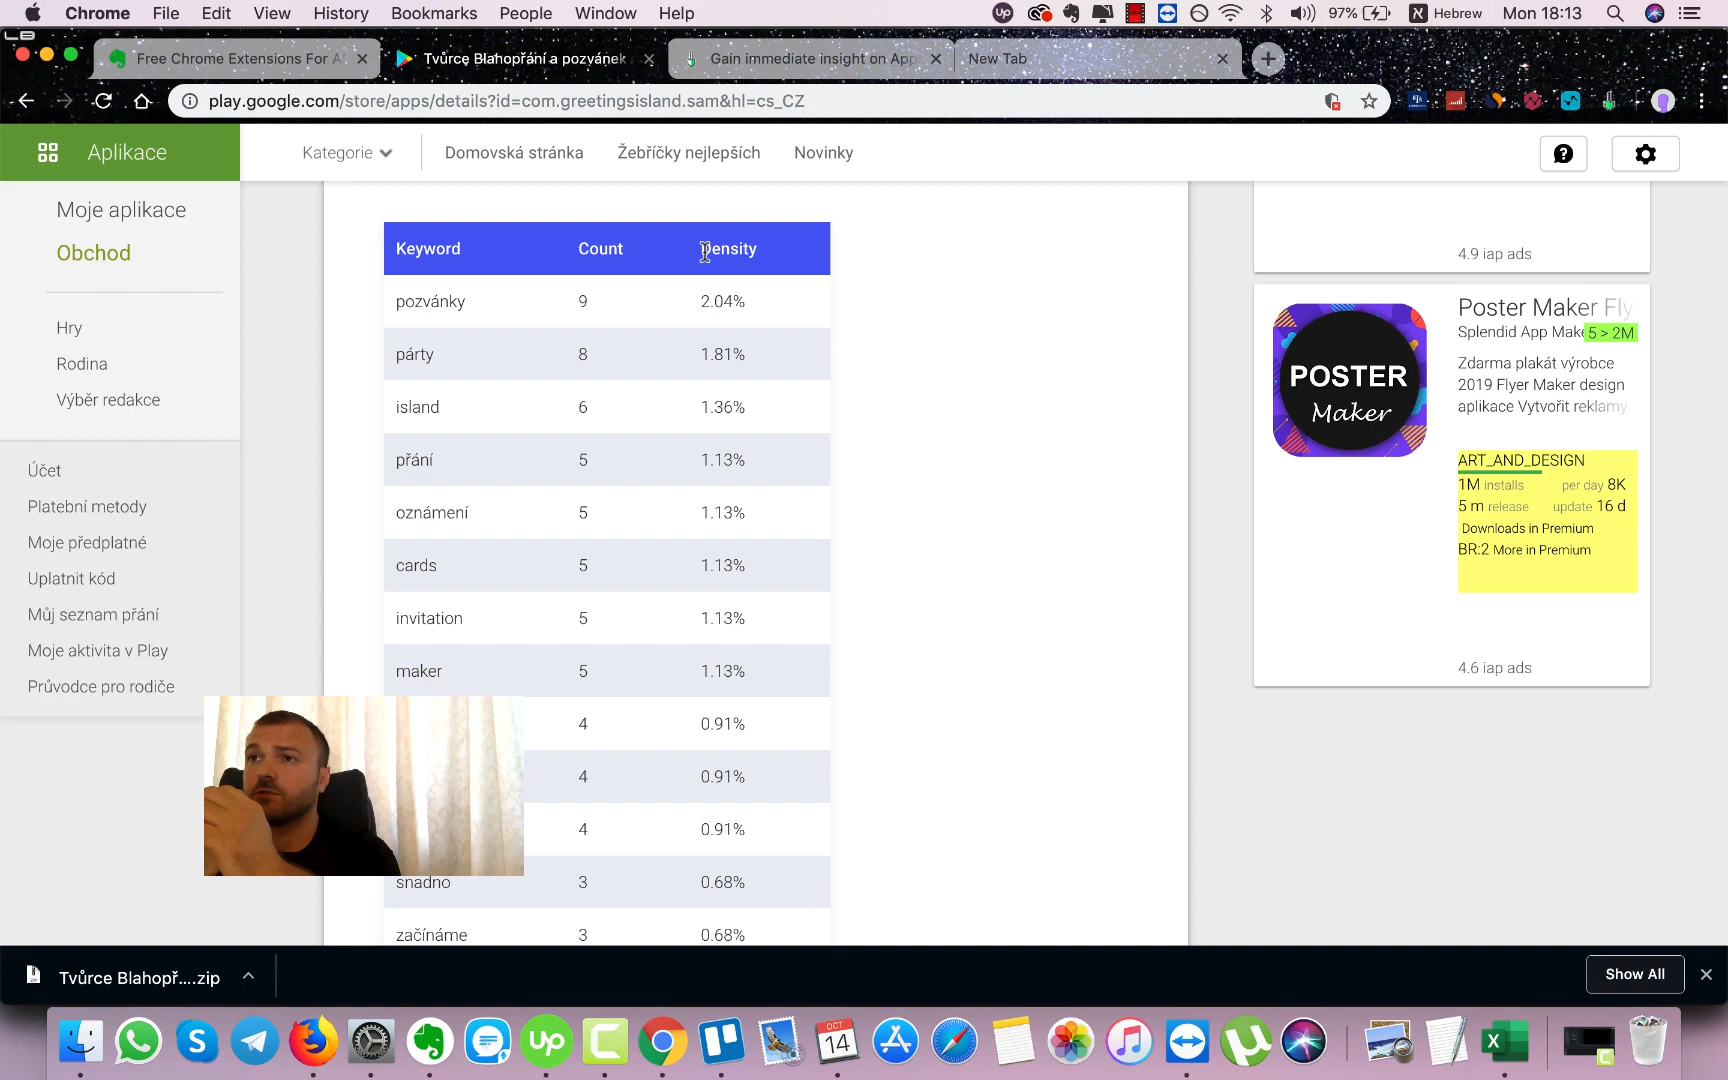 Chrome File Edit View History Bookmarks People Window Help
97% Hebrew Mon 18:13
Free Chrome Extensions For A
Tvůrce Blahopřání a pozvánek
Gain immediate insight on App
New Tab
play.google.com/store/apps/details?id=com.greetingsisland.sam&hl=cs_CZ
Aplikace
Kategorie
Domovská stránka
Žebříčky nejlepších
Novinky
Moje aplikace
Obchod
Hry
Rodina
Výběr redakce
Účet
Platební metody
Moje předplatné
Uplatnit kód
Můj seznam přání
Moje aktivita v Play
Průvodce pro rodiče
Keyword Count Density
pozvánky 9 2.04%
párty 8 1.81%
island 6 1.36%
přání 5 1.13%
oznámení 5 1.13%
cards 5 1.13%
invitation 5 1.13%
maker 5 1.13%
4 0.91%
4 0.91%
4 0.91%
snadno 3 0.68%
začínáme 3 0.68%
4.9 iap ads
POSTER
Maker
Poster Maker Fly
Splendid App Make 5 > 2M
Zdarma plakát výrobce
2019 Flyer Maker design
aplikace Vytvořit reklamy
ART_AND_DESIGN
1M installs per day 8K
5 m release update 16 d
Downloads in Premium
BR:2 More in Premium
4.6 iap ads
Tvůrce Blahopř....zip
Show All
up
OCT
14